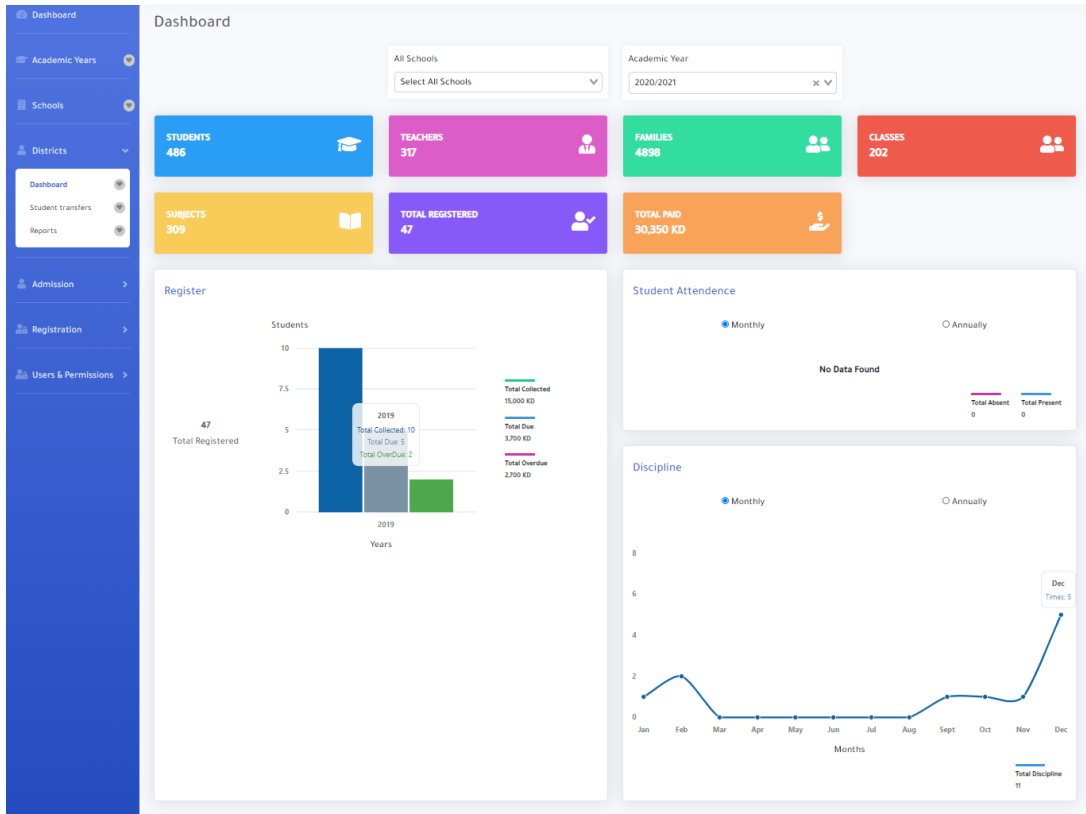 Dashboard
Academic Years
Schools
Districts
Dashboard
Student transfers
Reports
Admission
Registration
Users & Permissions
Dashboard
All Schools
Select All Schools
Academic Year
2020/2021
STUDENTS
486
TEACHERS
317
FAMILIES
4898
CLASSES
202
SUBJECTS
309
TOTAL REGISTERED
47
TOTAL PAID
30,350 KD
Register
47
Total Registered
Students
10
7.5
5
2.5
0
2019
Total Collected: 10
Total Due: 5
Total OverDue: 2
2019
Years
Total Collected
15,000 KD
Total Due
3,700 KD
Total Overdue
2,700 KD
Student Attendence
Monthly
Annually
No Data Found
Total Absent Total Present
0 0
Discipline
Monthly
Annually
8
6
4
2
0
Dec
Times: 5
Jan Feb Mar Apr May Jun Jul Aug Sept Oct Nov Dec
Months
Total Discipline
11